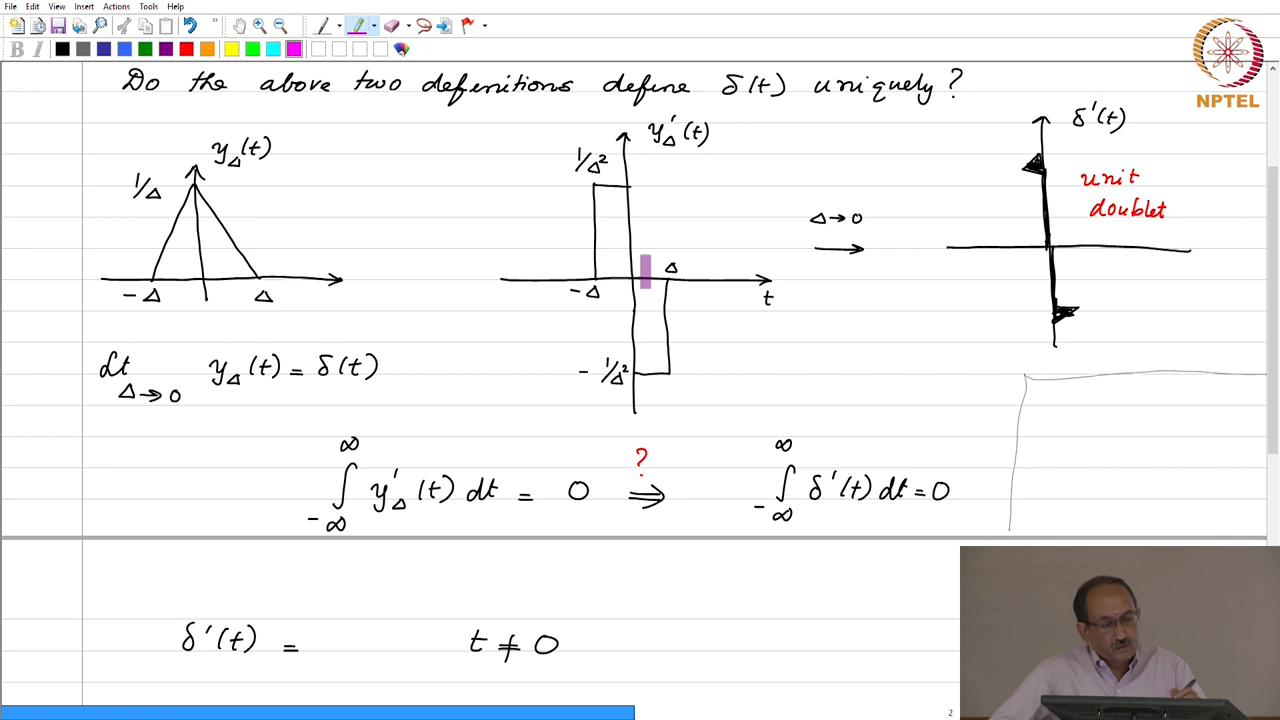 File Edit View Insert Actions Tools Help
B I
NPTEL
Do the above two definitions define δ(t) uniquely?
y_Δ(t)
1/Δ
-Δ Δ
y'_Δ(t)
1/Δ²
-Δ Δ
t
- 1/Δ²
Δ→0
δ'(t)
unit
doublet
Lt Δ→0 y_Δ(t) = δ(t)
∫_{-∞}^{∞} y'_Δ(t) dt = 0 ?⇒ ∫_{-∞}^{∞} δ'(t) dt = 0
δ'(t) = t ≠ 0
2